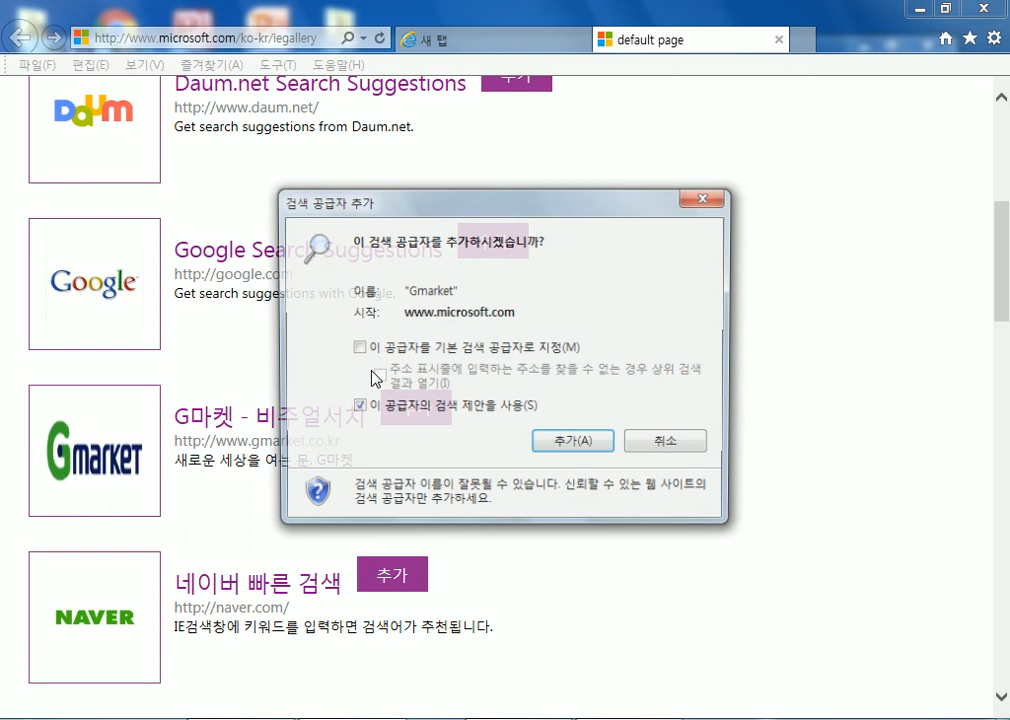 http://www.microsoft.com/ko-kr/iegallery
새 탭
default page
파일(F) 편집(E) 보기(V) 즐겨찾기(A) 도구(T) 도움말(H)
Daum
Daum.net Search Suggestions
추가
http://www.daum.net/
Get search suggestions from Daum.net.
Google
Google Search Suggestions
http://google.com
Get search suggestions with Google.
검색 공급자 추가
이 검색 공급자를 추가하시겠습니까?
이름: "Gmarket"
시작: www.microsoft.com
이 공급자를 기본 검색 공급자로 지정(M)
주소 표시줄에 입력하는 주소를 찾을 수 없는 경우 상위 검색
결과 열기(I)
이 공급자의 검색 제안을 사용(S)
추가(A) 취소
검색 공급자 이름이 잘못될 수 있습니다. 신뢰할 수 있는 웹 사이트의
검색 공급자만 추가하세요.
Gmarket
G마켓 - 비주얼서치
http://www.gmarket.co.kr
새로운 세상을 여는 문. G마켓
NAVER
네이버 빠른 검색
추가
http://naver.com/
IE검색창에 키워드를 입력하면 검색어가 추천됩니다.